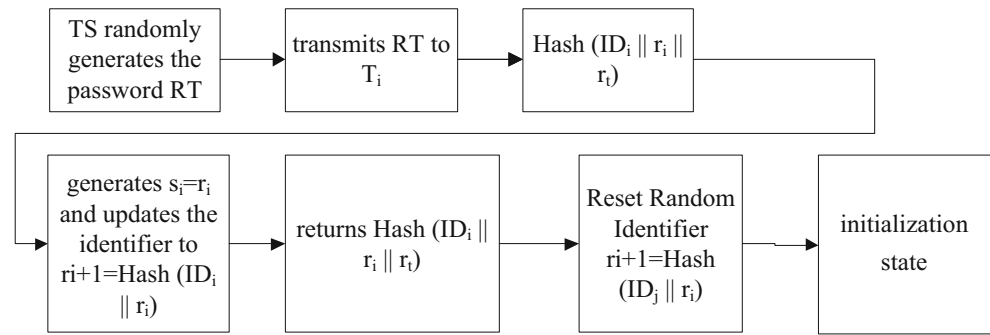 TS randomly
generates the
password RT
transmits RT to
Tᵢ
Hash (IDᵢ || rᵢ ||
rₜ)
generates sᵢ=rᵢ
and updates the
identifier to
ri+1=Hash (IDᵢ
|| rᵢ)
returns Hash (IDᵢ ||
rᵢ || rₜ)
Reset Random
Identifier
ri+1=Hash
(IDⱼ || rᵢ)
initialization
state